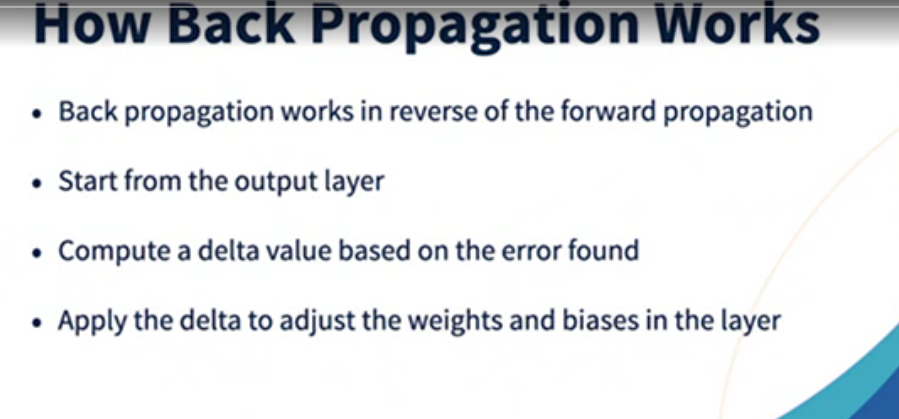 How Back Propagation Works
• Back propagation works in reverse of the forward propagation
• Start from the output layer
• Compute a delta value based on the error found
• Apply the delta to adjust the weights and biases in the layer